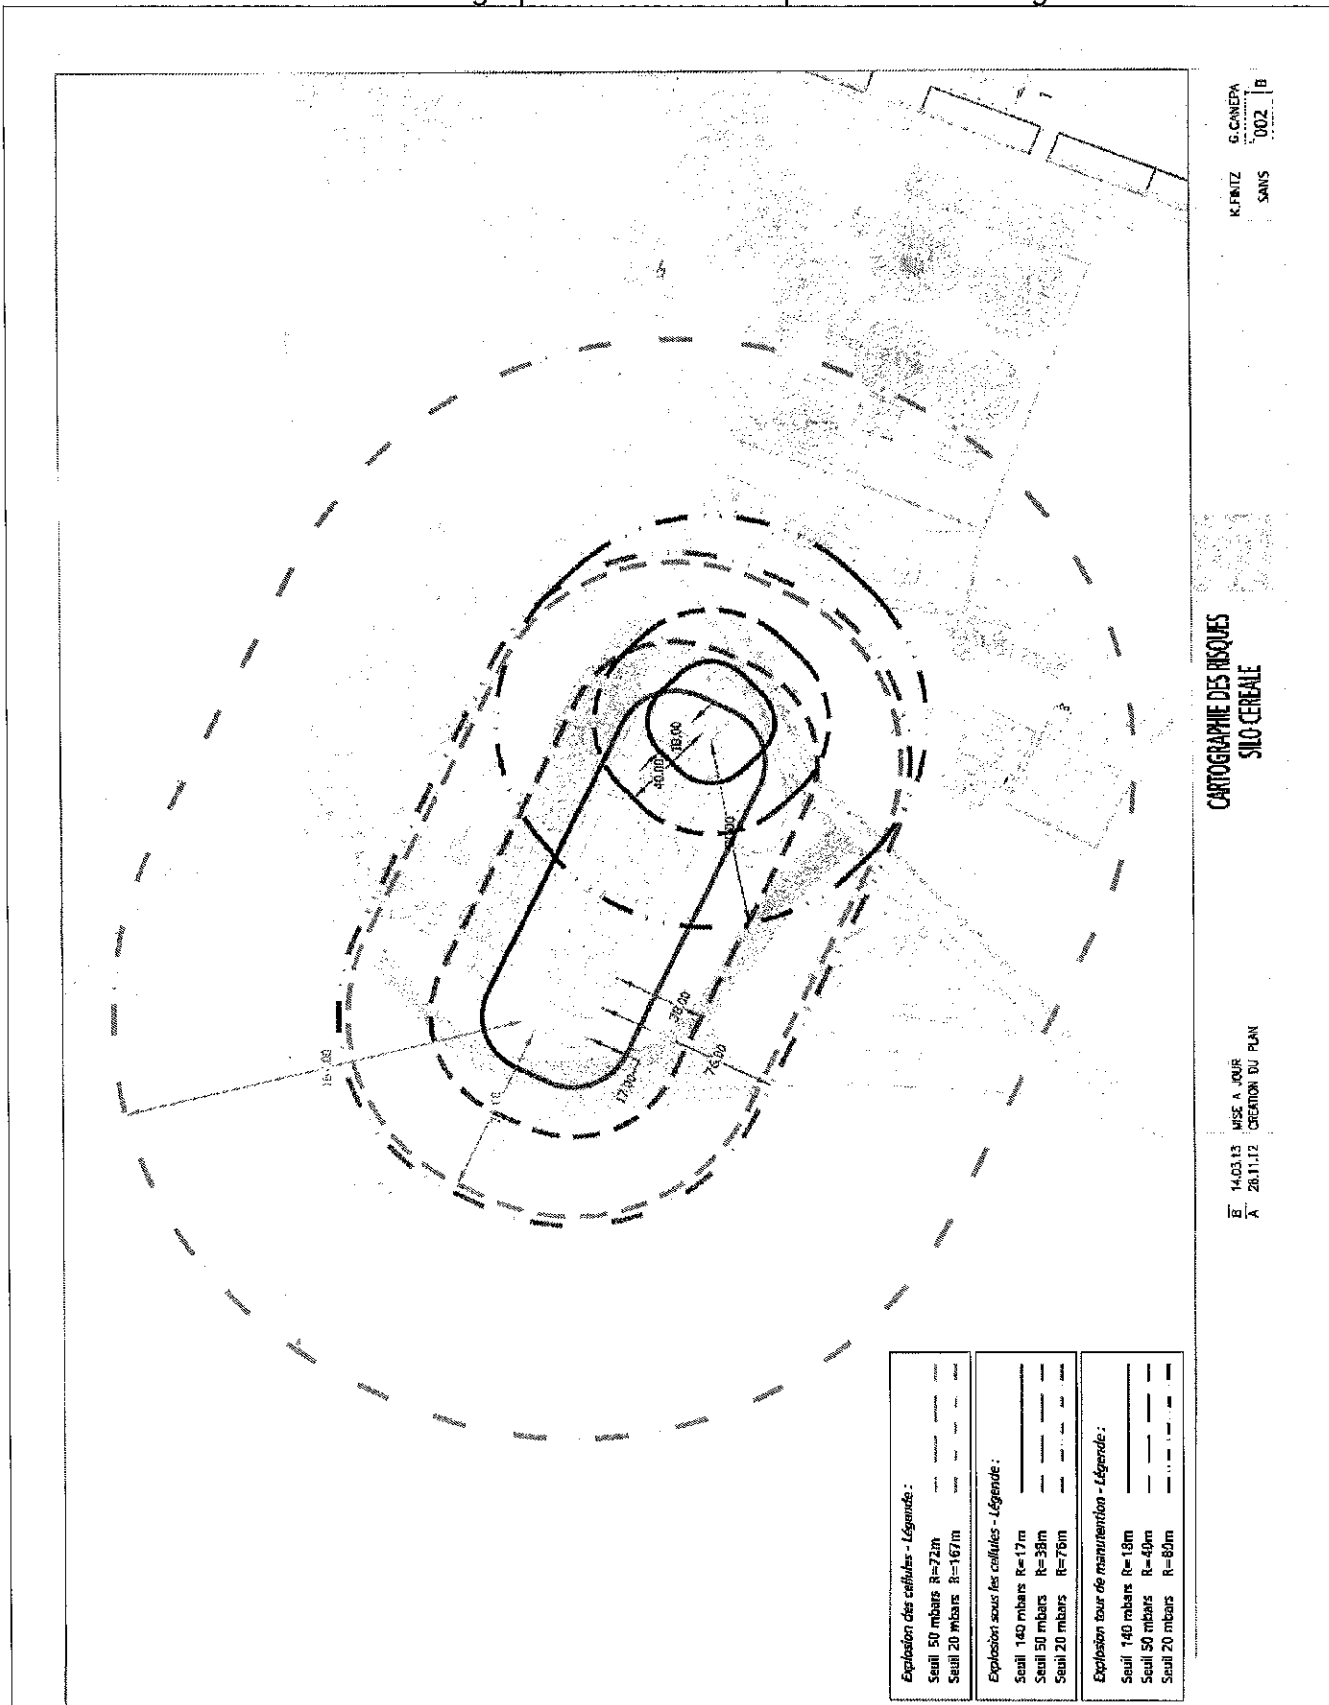 K.FINTZ G.CANEPA
SANS 002 B
CARTOGRAPHIE DES RISQUES
SILO CEREALE
B 14.03.13 MISE A JOUR
A 28.11.12 CREATION DU PLAN
18.00
40.00
38.00
76.00
17.00
Explosion des cellules - Légende :
Seuil 50 mbars R=72m
Seuil 20 mbars R=167m
Explosion sous les cellules - Légende :
Seuil 140 mbars R=17m
Seuil 50 mbars R=38m
Seuil 20 mbars R=76m
Explosion tour de manutention - Légende :
Seuil 140 mbars R=18m
Seuil 50 mbars R=40m
Seuil 20 mbars R=80m